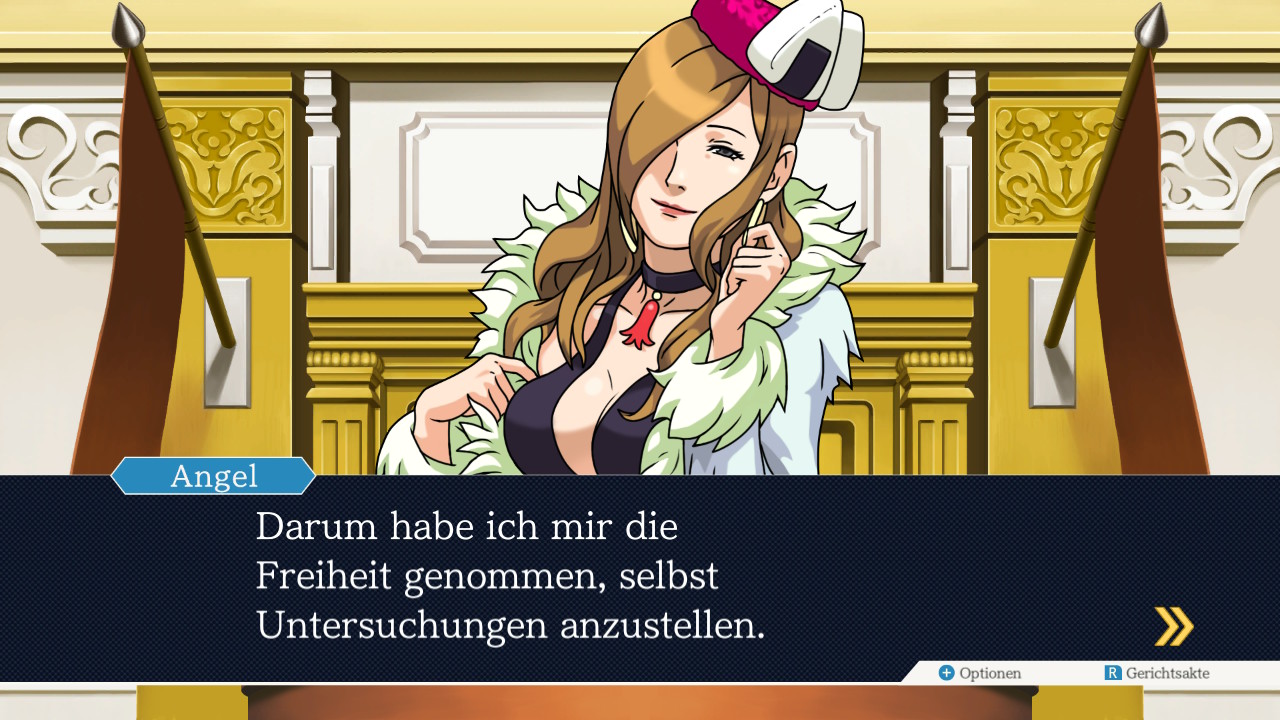 Angel
Darum habe ich mir die
Freiheit genommen, selbst
Untersuchungen anzustellen.
+ Optionen
R Gerichtsakte